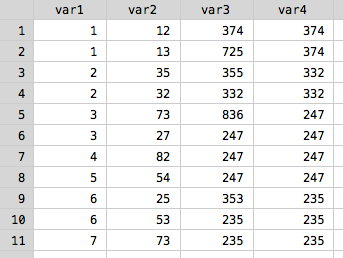 var1 var2 var3 var4
1 1 12 374 374
2 1 13 725 374
3 2 35 355 332
4 2 32 332 332
5 3 73 836 247
6 3 27 247 247
7 4 82 247 247
8 5 54 247 247
9 6 25 353 235
10 6 53 235 235
11 7 73 235 235